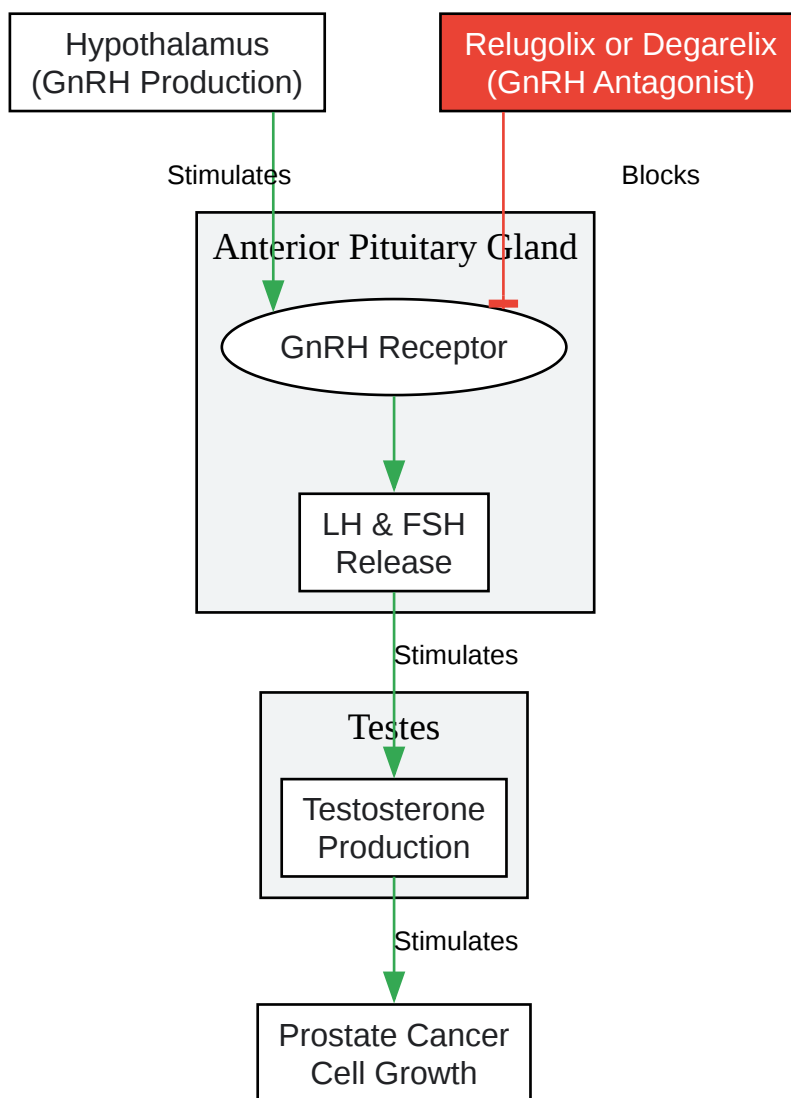 Hypothalamus
(GnRH Production)
Relugolix or Degarelix
(GnRH Antagonist)
Stimulates
Blocks
Anterior Pituitary Gland
GnRH Receptor
LH & FSH
Release
Stimulates
Testes
Testosterone
Production
Stimulates
Prostate Cancer
Cell Growth